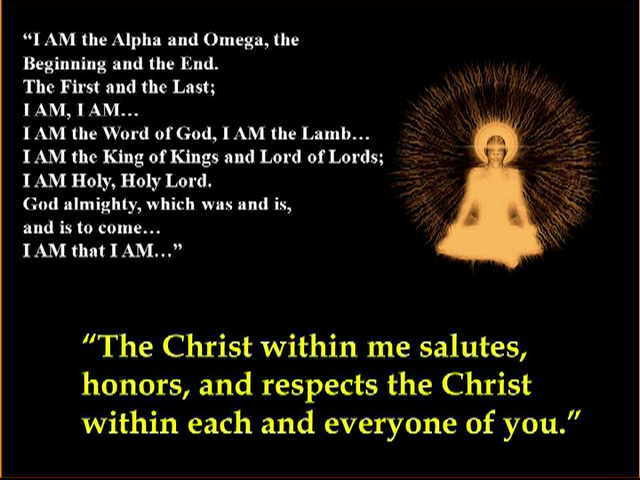 “I AM the Alpha and Omega, the
Beginning and the End.
The First and the Last;
I AM, I AM…
I AM the Word of God, I AM the Lamb…
I AM the King of Kings and Lord of Lords;
I AM Holy, Holy Lord.
God almighty, which was and is,
and is to come…
I AM that I AM…”
“The Christ within me salutes,
honors, and respects the Christ
within each and everyone of you.”